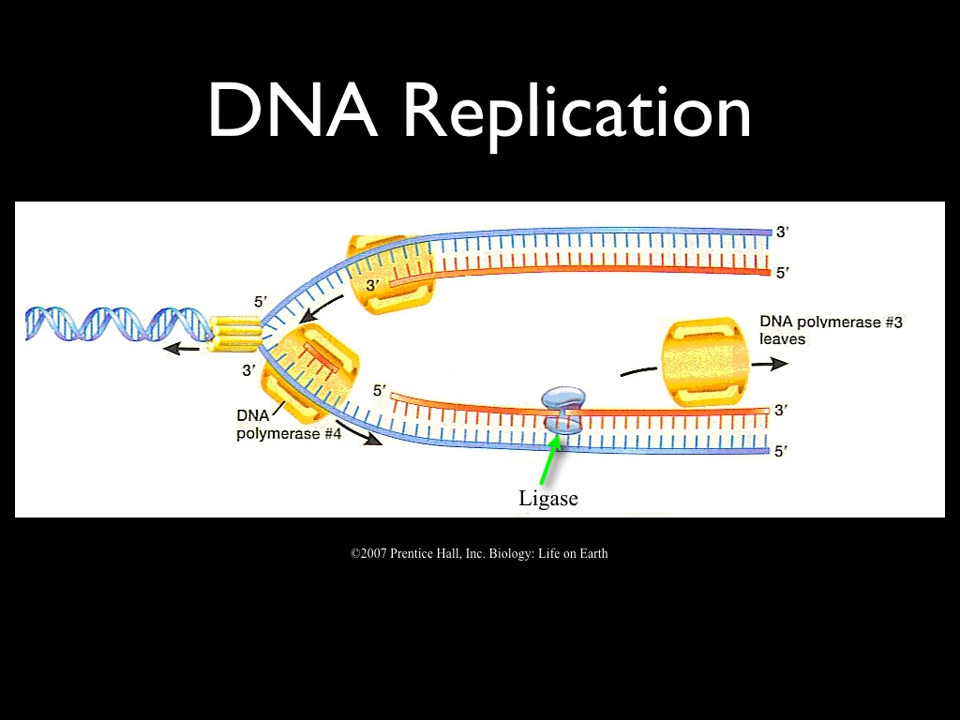 DNA Replication
3'
5'
3'
5'
DNA polymerase #3
leaves
3'
5'
3'
DNA
polymerase #4
5'
Ligase
©2007 Prentice Hall, Inc. Biology: Life on Earth